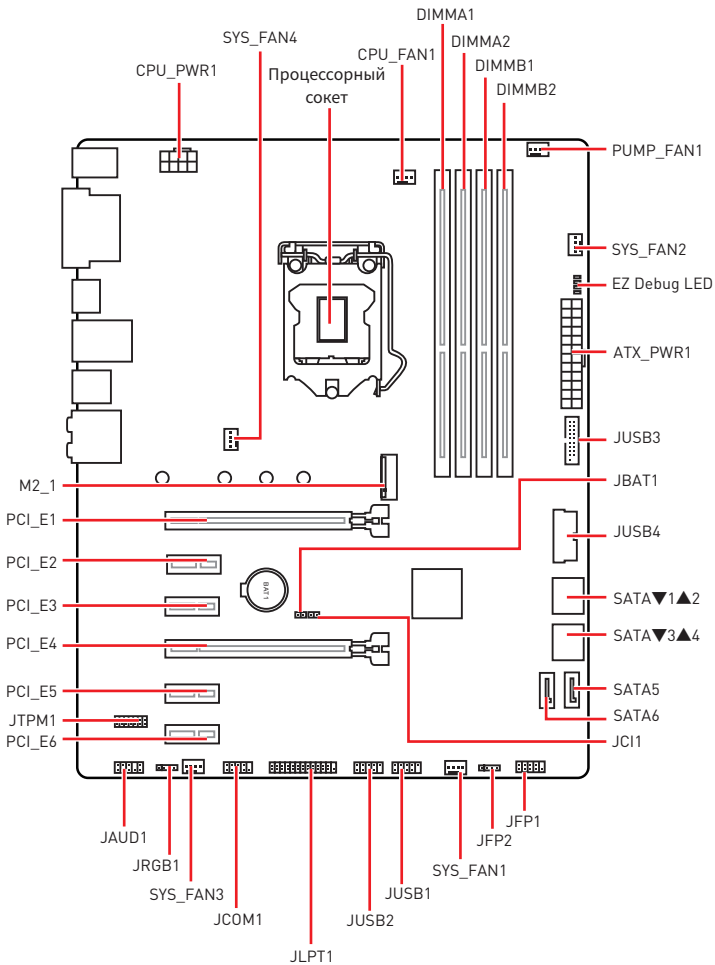 DIMMA1
SYS_FAN4
DIMMA2
CPU_FAN1
DIMMB1
CPU_PWR1
Процессорный
сокет
DIMMB2
PUMP_FAN1
SYS_FAN2
EZ Debug LED
ATX_PWR1
JUSB3
JBAT1
M2_1
PCI_E1
JUSB4
PCI_E2
BAT1
SATA▼1▲2
PCI_E3
SATA▼3▲4
PCI_E4
PCI_E5
SATA5
JTPM1
SATA6
PCI_E6
JCI1
JAUD1
JFP1
JFP2
JRGB1
SYS_FAN1
SYS_FAN3
JUSB1
JCOM1
JUSB2
JLPT1